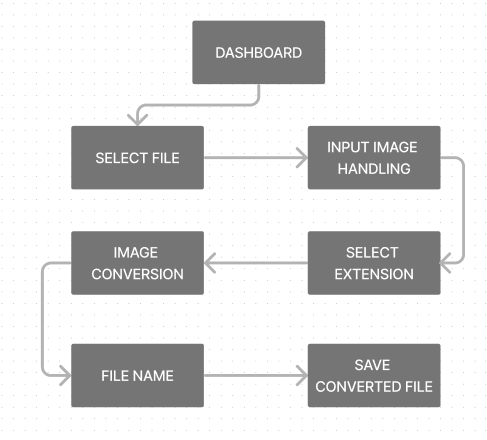 DASHBOARD
SELECT FILE
INPUT IMAGE
HANDLING
SELECT
EXTENSION
IMAGE
CONVERSION
FILE NAME
SAVE
CONVERTED FILE